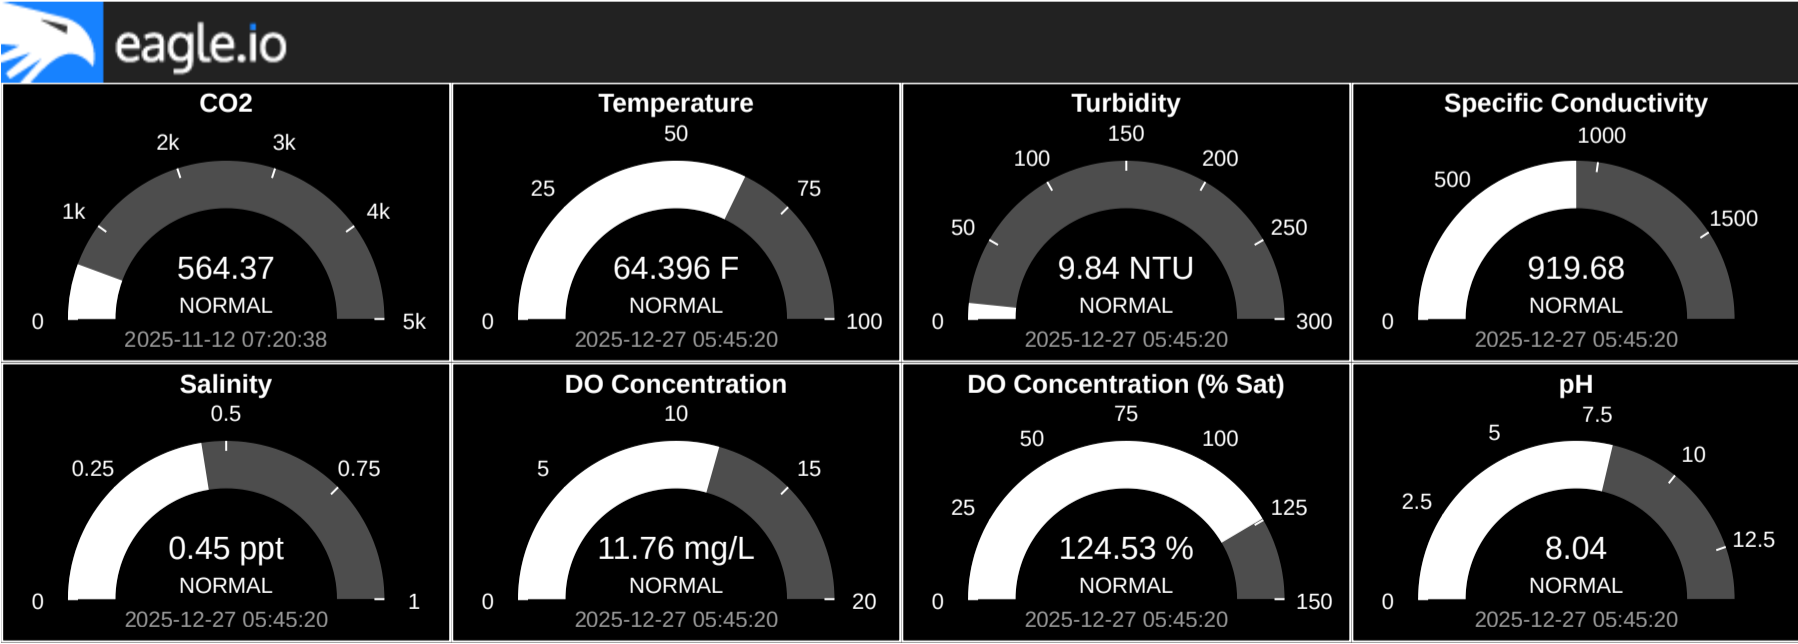 eagle.io
CO2
2k
3k
1k
4k
564.37
NORMAL
0
5k
2025-11-12 07:20:38
Temperature
50
25
75
64.396 F
NORMAL
0
100
2025-12-27 05:45:20
Turbidity
150
100
200
50
250
9.84 NTU
NORMAL
0
300
2025-12-27 05:45:20
Specific Conductivity
1000
500
1500
919.68
NORMAL
0
2025-12-27 05:45:20
Salinity
0.5
0.25
0.75
0.45 ppt
NORMAL
0
1
2025-12-27 05:45:20
DO Concentration
10
5
15
11.76 mg/L
NORMAL
0
20
2025-12-27 05:45:20
DO Concentration (% Sat)
75
50
100
25
125
124.53 %
NORMAL
0
150
2025-12-27 05:45:20
pH
7.5
5
10
2.5
12.5
8.04
NORMAL
0
2025-12-27 05:45:20